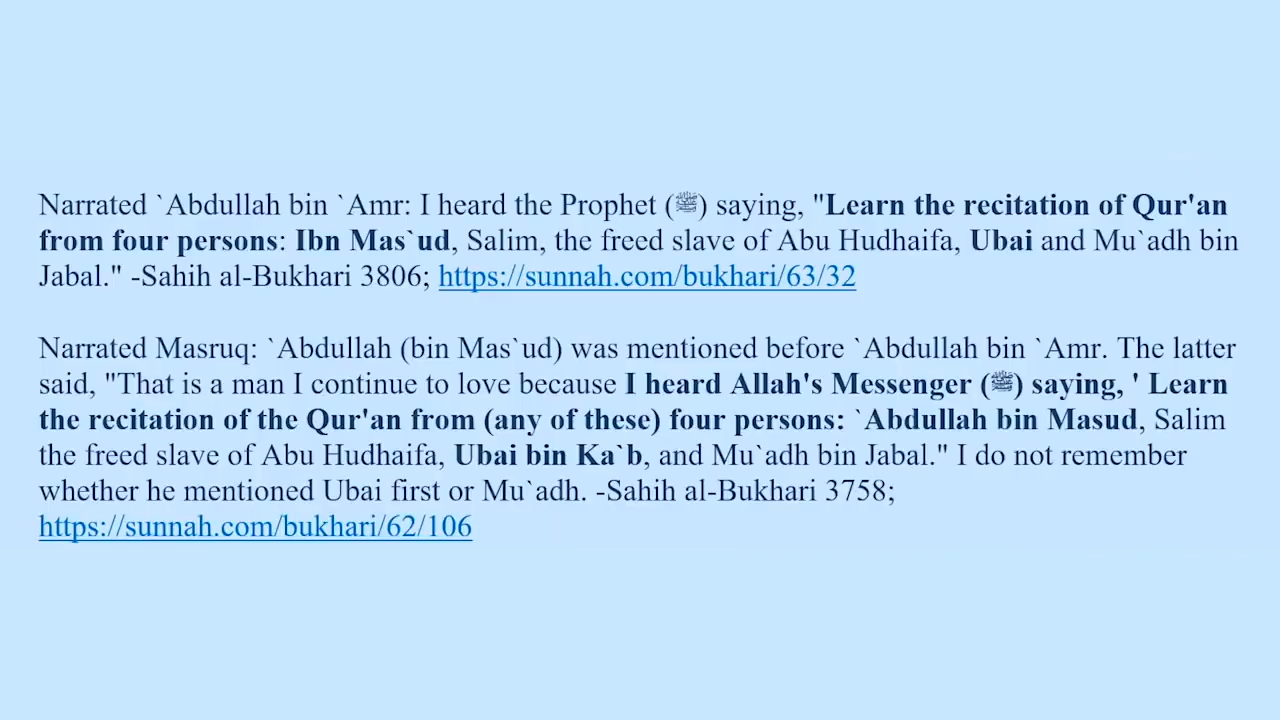 Narrated `Abdullah bin `Amr: I heard the Prophet (ﷺ) saying, "Learn the recitation of Qur'an
from four persons: Ibn Mas`ud, Salim, the freed slave of Abu Hudhaifa, Ubai and Mu`adh bin
Jabal." -Sahih al-Bukhari 3806; https://sunnah.com/bukhari/63/32
Narrated Masruq: `Abdullah (bin Mas`ud) was mentioned before `Abdullah bin `Amr. The latter
said, "That is a man I continue to love because I heard Allah's Messenger (ﷺ) saying, ' Learn
the recitation of the Qur'an from (any of these) four persons: `Abdullah bin Masud, Salim
the freed slave of Abu Hudhaifa, Ubai bin Ka`b, and Mu`adh bin Jabal." I do not remember
whether he mentioned Ubai first or Mu`adh. -Sahih al-Bukhari 3758;
https://sunnah.com/bukhari/62/106